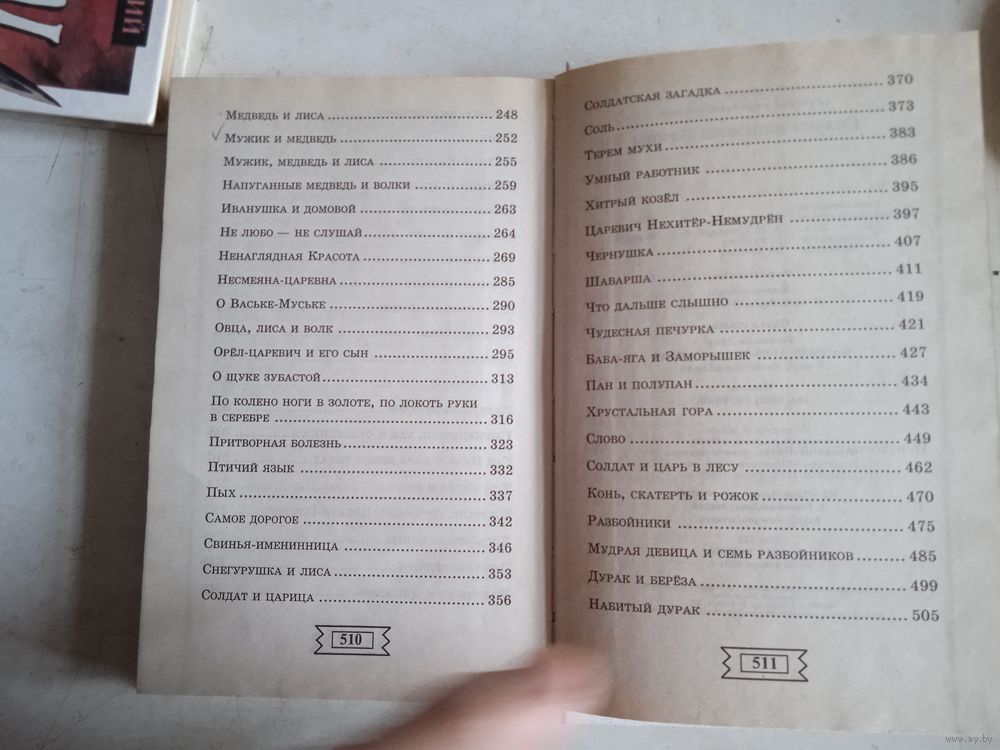 ИЙ
Медведь и лиса 248
Мужик и медведь 252
Мужик, медведь и лиса 255
Напуганные медведь и волки 259
Иванушка и домовой 263
Не любо — не слушай 264
Ненаглядная Красота 269
Несмеяна-царевна 285
О Ваське-Муське 290
Овца, лиса и волк 293
Орёл-царевич и его сын 295
О щуке зубастой 313
По колено ноги в золоте, по локоть руки
в серебре 316
Притворная болезнь 323
Птичий язык 332
Пых 337
Самое дорогое 342
Свинья-именинница 346
Снегурушка и лиса 353
Солдат и царица 356
510
Солдатская загадка 370
Соль 373
Терем мухи 383
Умный работник 386
Хитрый козёл 395
Царевич Нехитёр-Немудрён 397
Чернушка 407
Шабарша 411
Что дальше слышно 419
Чудесная печурка 421
Баба-яга и Заморышек 427
Пан и полупан 434
Хрустальная гора 443
Слово 449
Солдат и царь в лесу 462
Конь, скатерть и рожок 470
Разбойники 475
Мудрая девица и семь разбойников 485
Дурак и берёза 499
Набитый дурак 505
511
www.ay.by